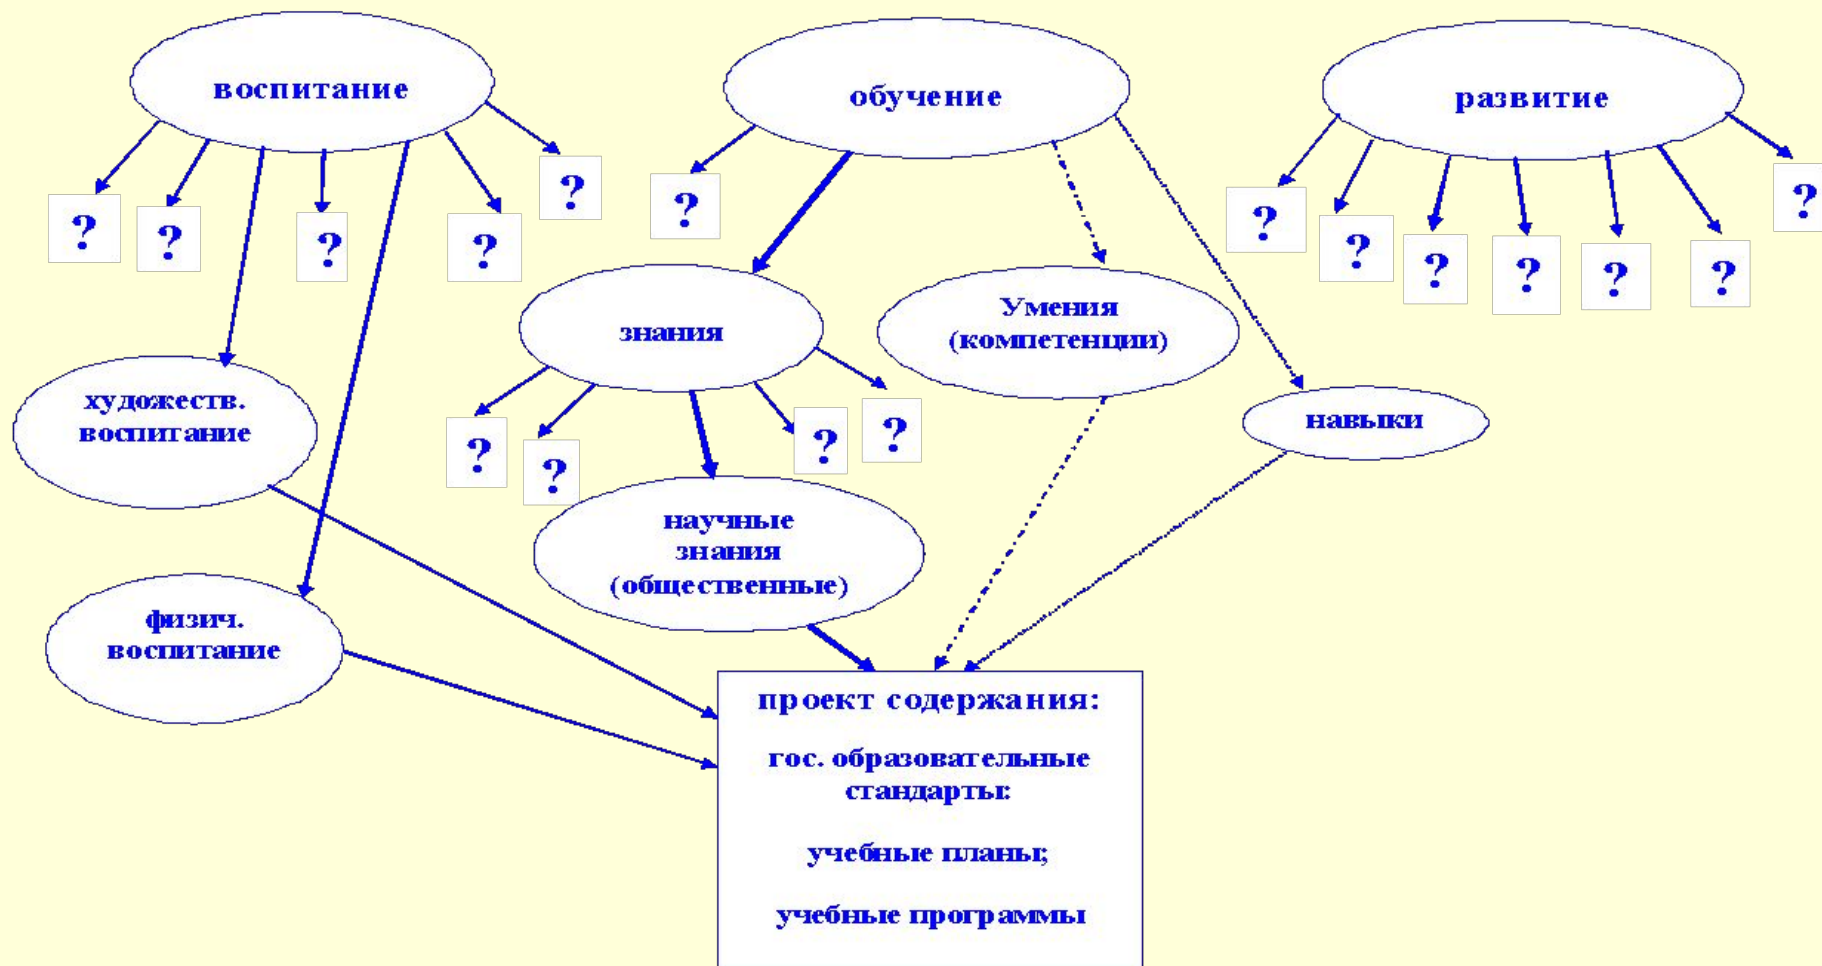 воспитание
обучение
развитие
?
?
?
?
?
?
?
?
?
?
?
?
?
знания
Умения
(компетенции)
навыки
?
?
?
?
художеств.
воспитание
научные
знания
(общественные)
физич.
воспитание
проект содержания:
гос. образовательные
стандарты:
учебные планы;
учебные программы